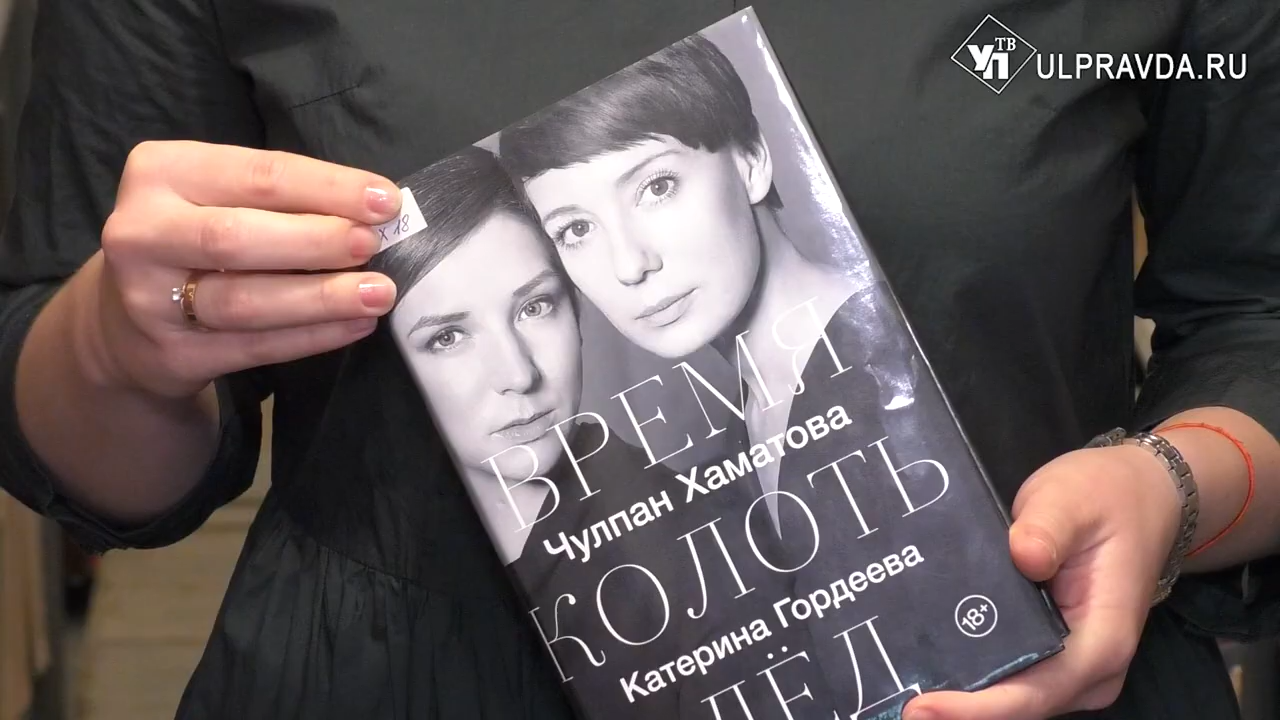 УП ТВ
ULPRAVDA.RU
х 18
ВРЕМЯ
Чулпан Хаматова
КОЛОТЬ
Катерина Гордеева
ЛЁД
18+